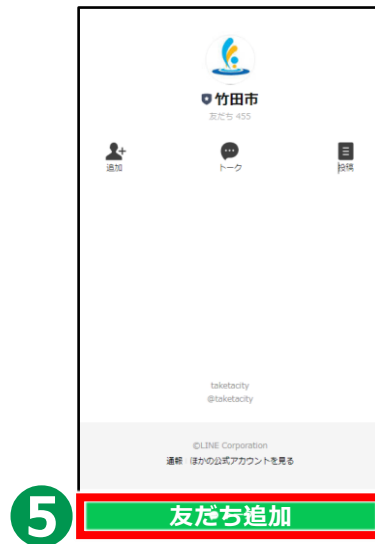 竹田市
友だち 455
追加
トーク
投稿
taketacity
@taketacity
©LINE Corporation
通報 ほかの公式アカウントを見る
5 友だち追加